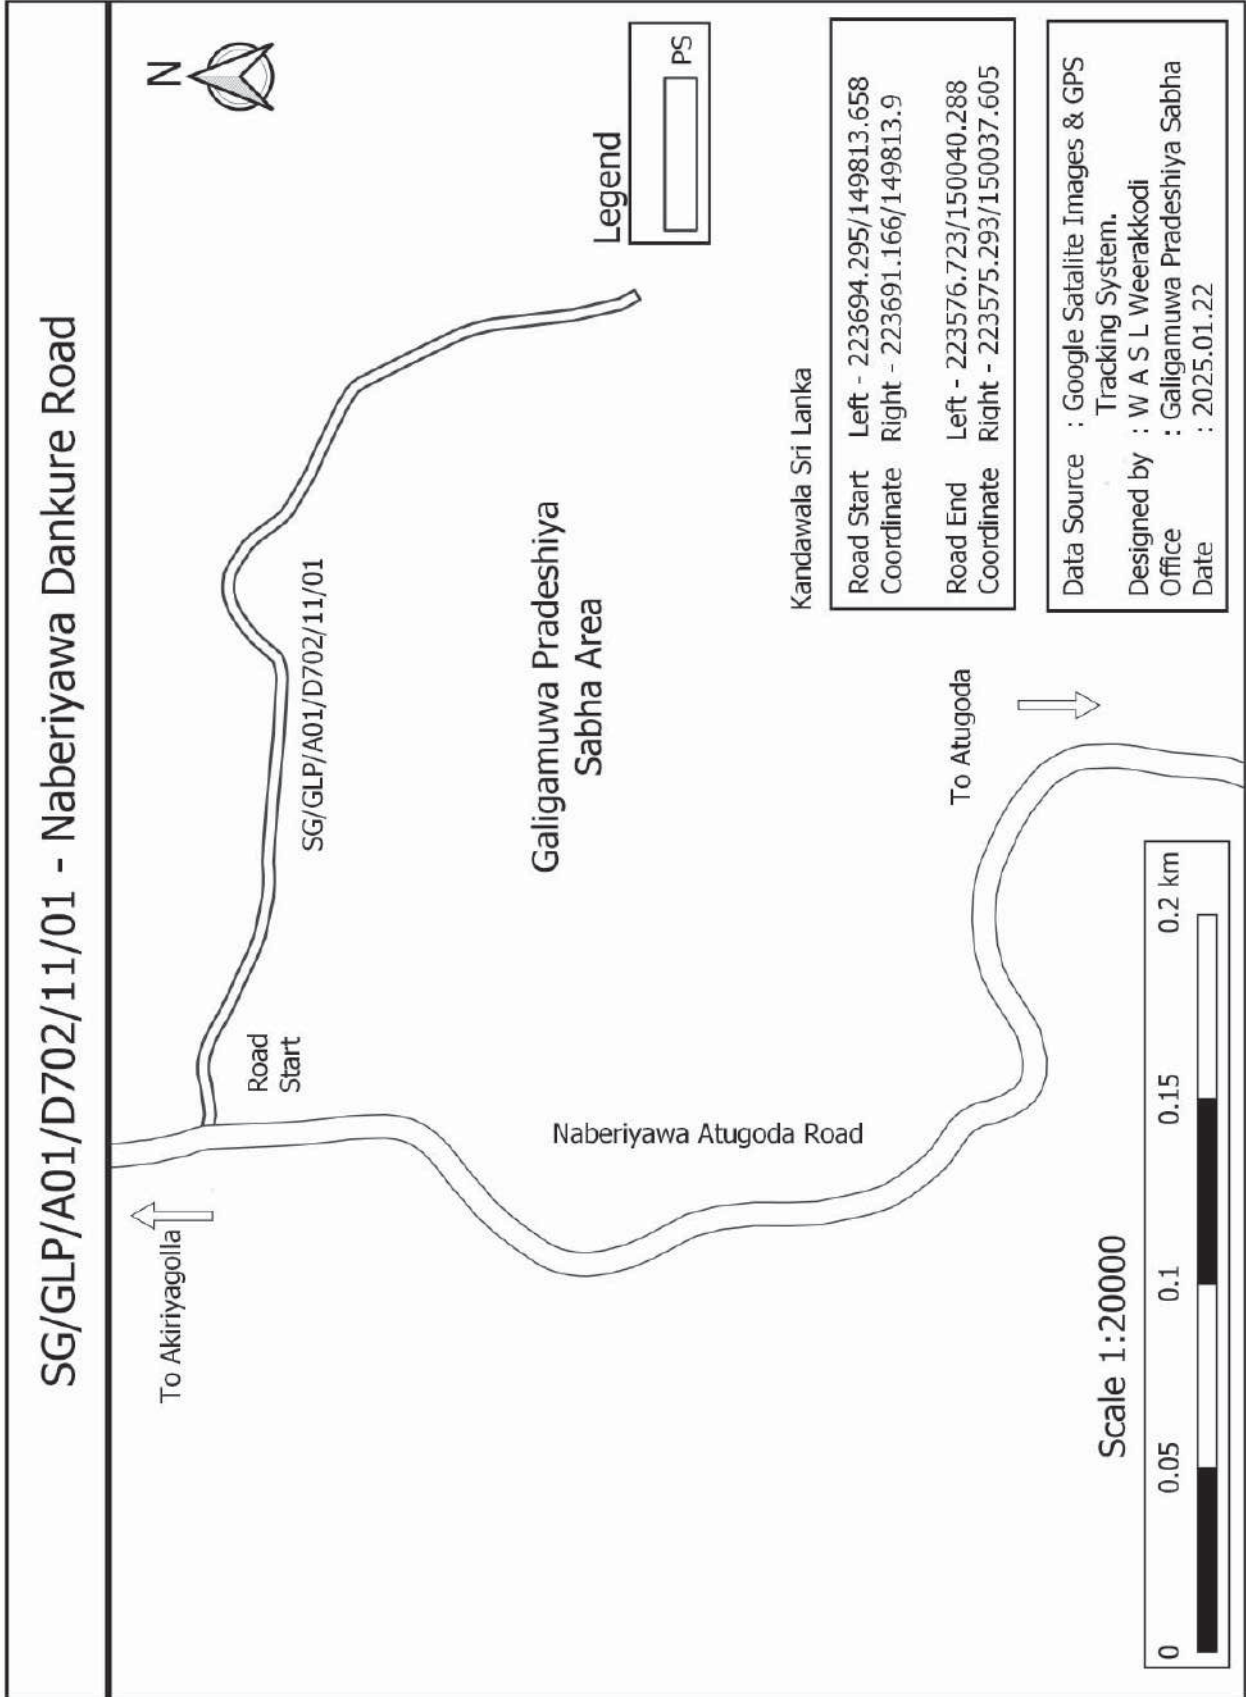 SG/GLP/A01/D702/11/01 - Naberiyawa Dankure Road
N
To Akiriyagolla
Road
Start
SG/GLP/A01/D702/11/01
Legend
PS
Galigamuwa Pradeshiya
Sabha Area
Naberiyawa Atugoda Road
Kandawala Sri Lanka
Road Start Left - 223694.295/149813.658
Coordinate Right - 223691.166/149813.9
Road End Left - 223576.723/150040.288
Coordinate Right - 223575.293/150037.605
To Atugoda
Data Source : Google Satalite Images & GPS
Tracking System.
Designed by : W A S L Weerakkodi
Office : Galigamuwa Pradeshiya Sabha
Date : 2025.01.22
Scale 1:20000
0 0.05 0.1 0.15 0.2 km